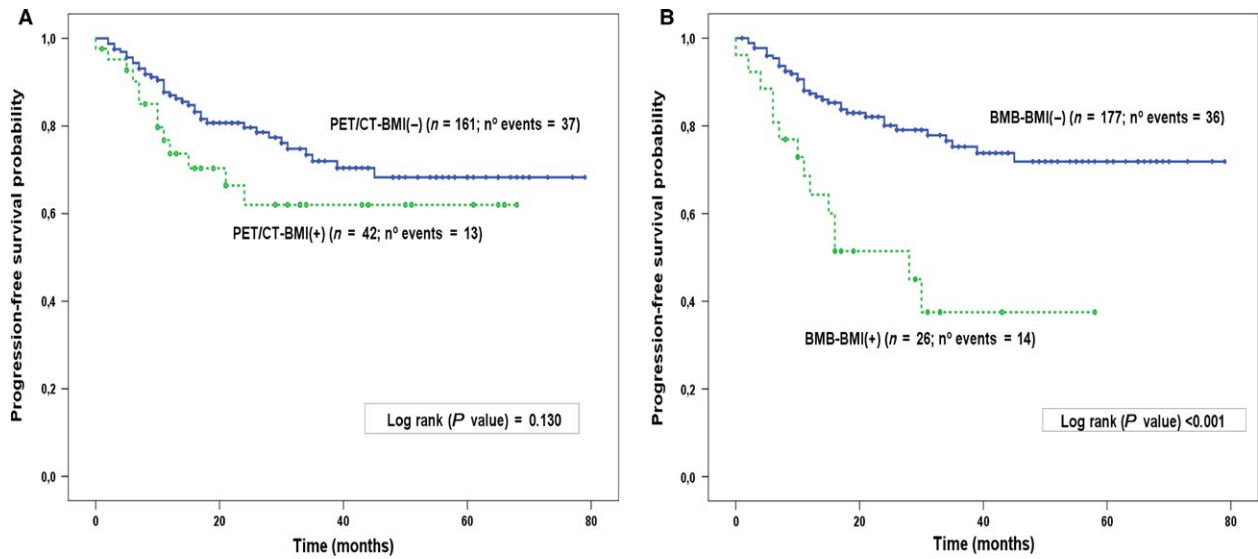 A
Progression-free survival probability
1,0
0,8
0,6
0,4
0,2
0,0
PET/CT-BMI(–) (n = 161; nº events = 37)
PET/CT-BMI(+) (n = 42; nº events = 13)
Log rank (P value) = 0.130
0 20 40 60 80
Time (months)
B
Progression-free survival probability
1,0
0,8
0,6
0,4
0,2
0,0
BMB-BMI(–) (n = 177; nº events = 36)
BMB-BMI(+) (n = 26; nº events = 14)
Log rank (P value) <0.001
0 20 40 60 80
Time (months)